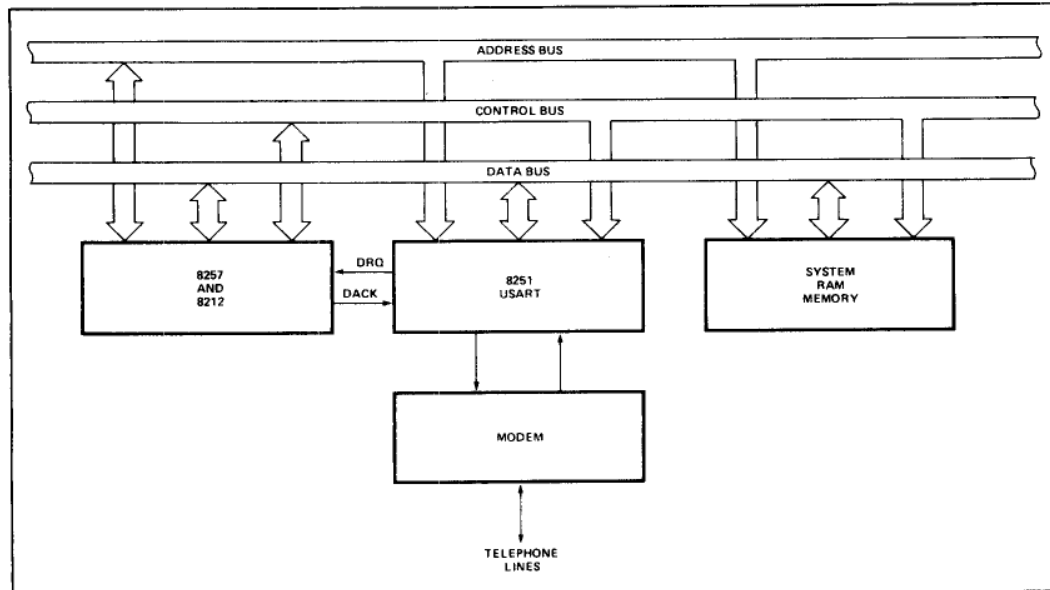 ADDRESS BUS
CONTROL BUS
DATA BUS
8257
AND
8212
DRQ
DACK
8251
USART
SYSTEM
RAM
MEMORY
MODEM
TELEPHONE
LINES